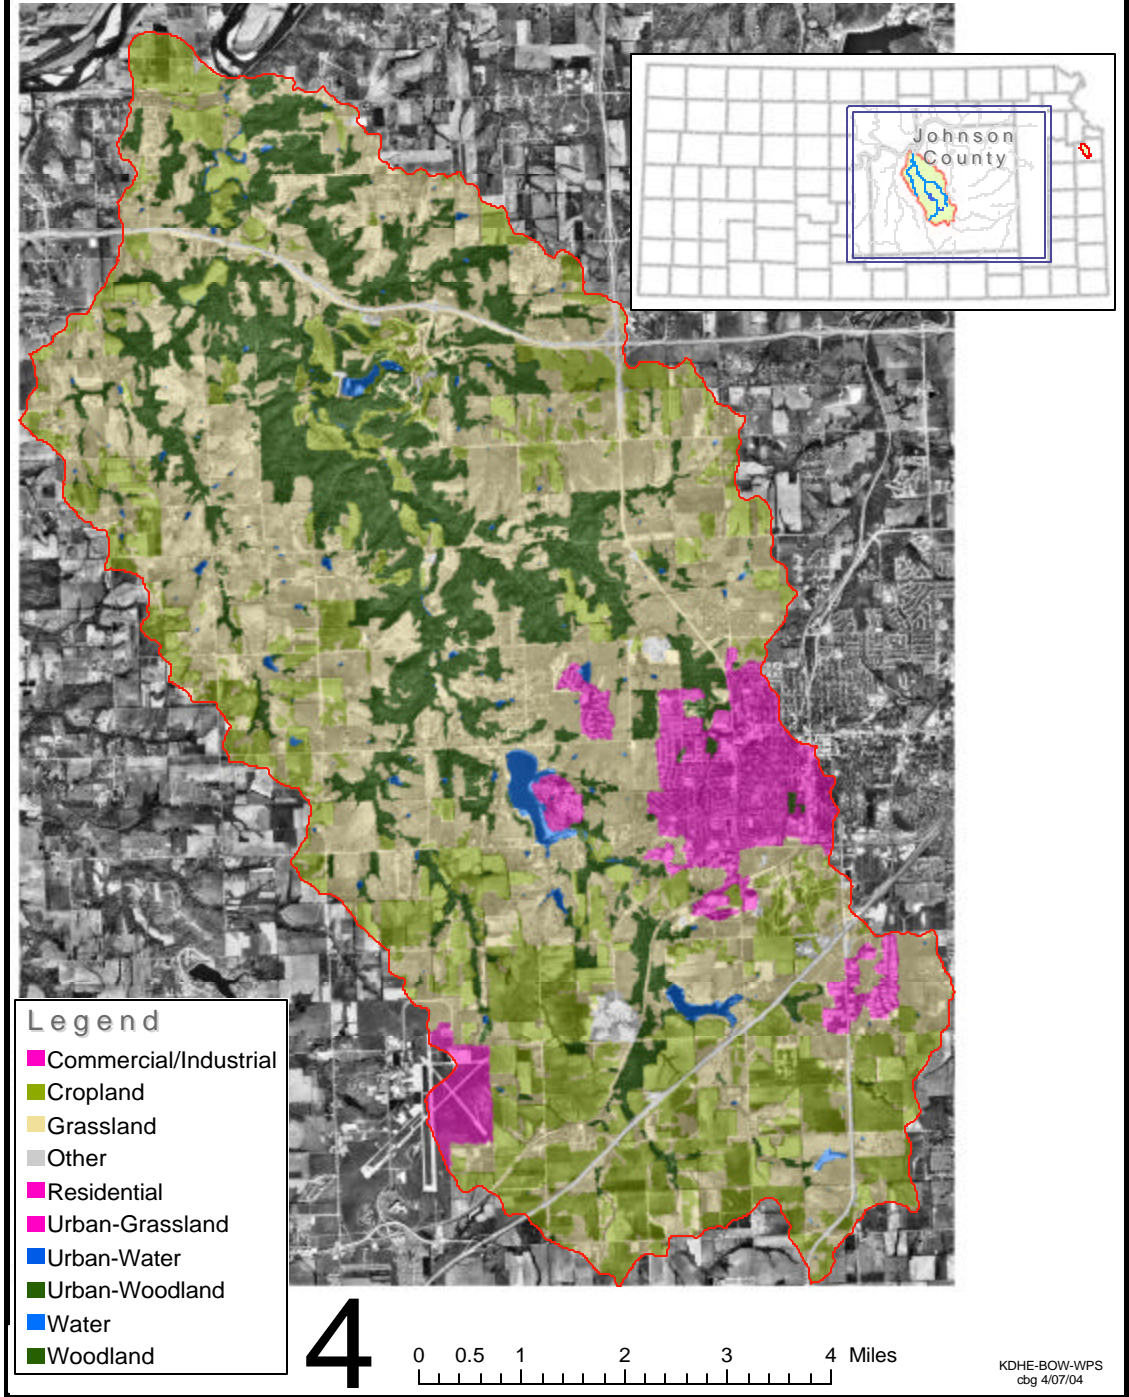 Johnson
County
Legend
Commercial/Industrial
Cropland
Grassland
Other
Residential
Urban-Grassland
Urban-Water
Urban-Woodland
Water
Woodland
4
0 0.5 1 2 3 4 Miles
KDHE-BOW-WPS
cbg 4/07/04